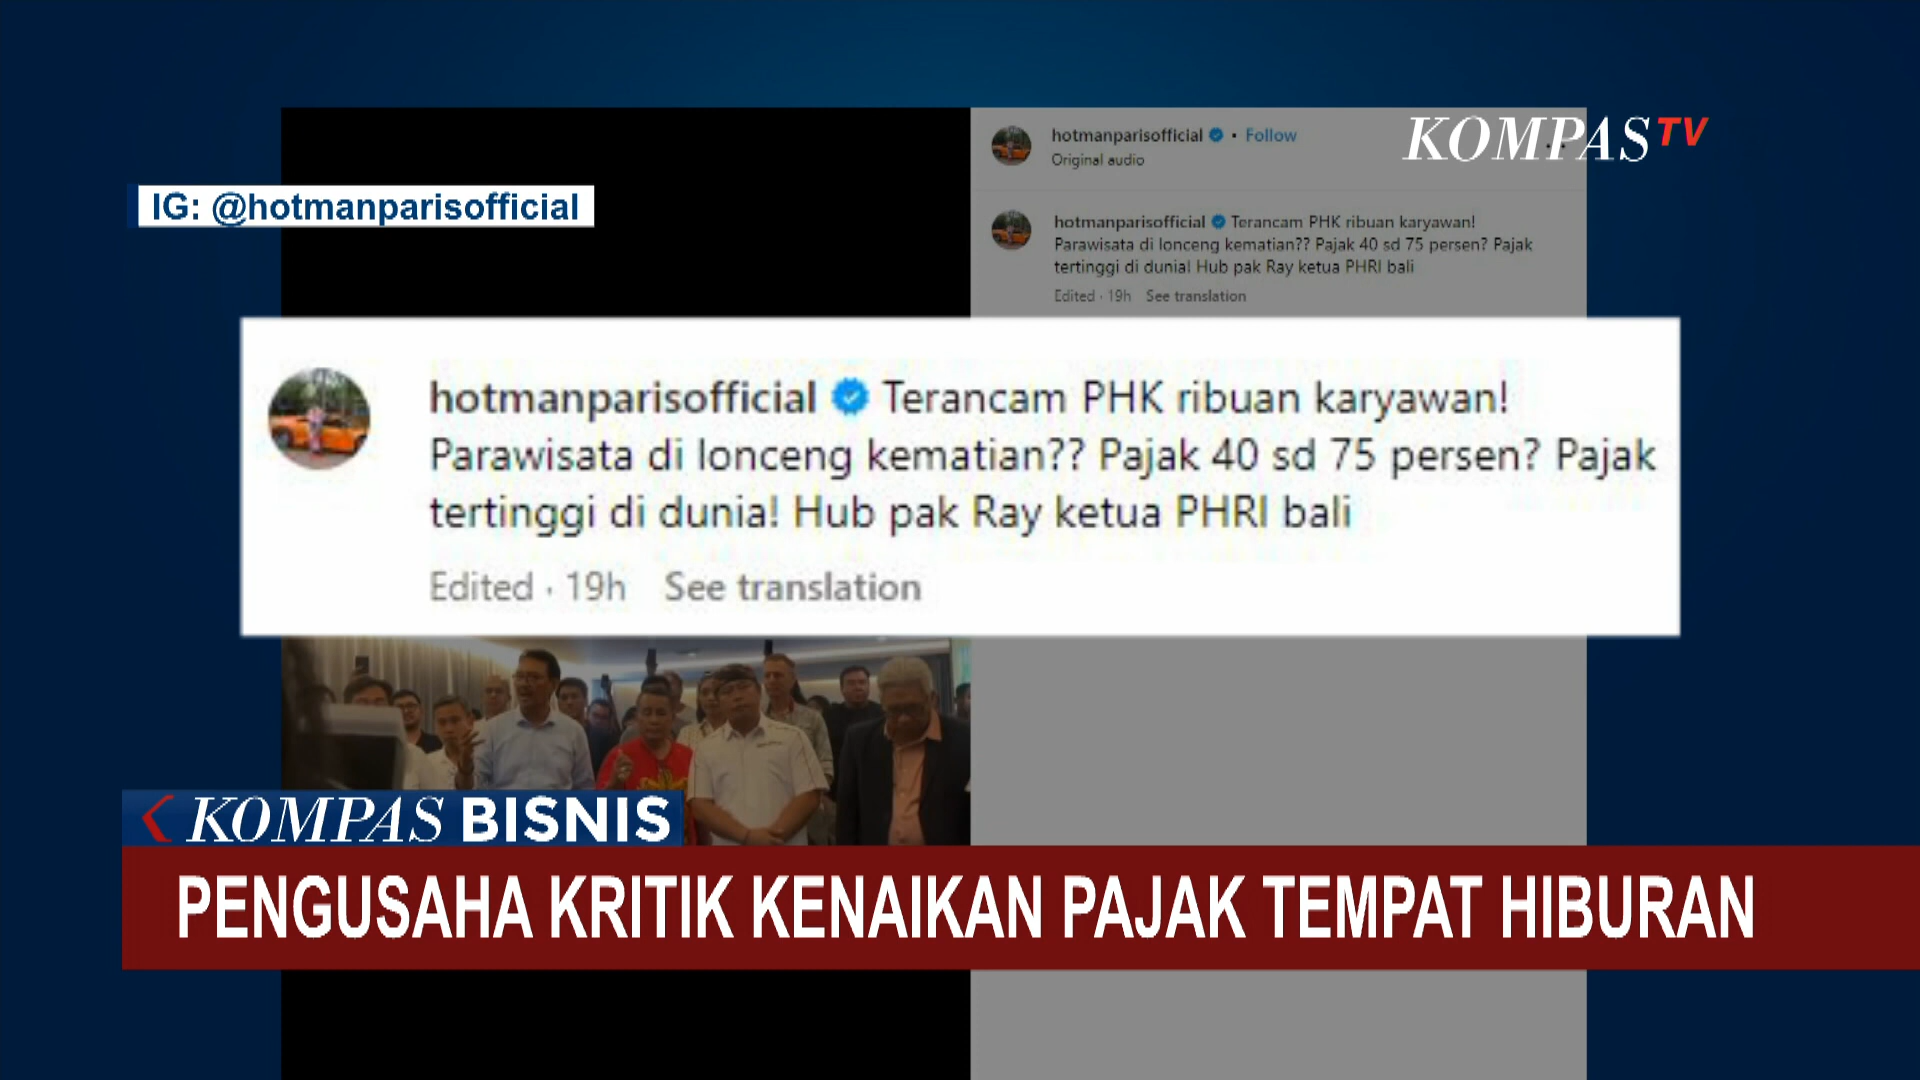 KOMPAS TV
IG: @hotmanparisofficial
hotmanparisofficial • Follow
Original audio
hotmanparisofficial Terancam PHK ribuan karyawan!
Parawisata di lonceng kematian?? Pajak 40 sd 75 persen? Pajak
tertinggi di dunia! Hub pak Ray ketua PHRI bali
Edited · 19h See translation
hotmanparisofficial Terancam PHK ribuan karyawan!
Parawisata di lonceng kematian?? Pajak 40 sd 75 persen? Pajak
tertinggi di dunia! Hub pak Ray ketua PHRI bali
Edited · 19h See translation
KOMPAS BISNIS
PENGUSAHA KRITIK KENAIKAN PAJAK TEMPAT HIBURAN